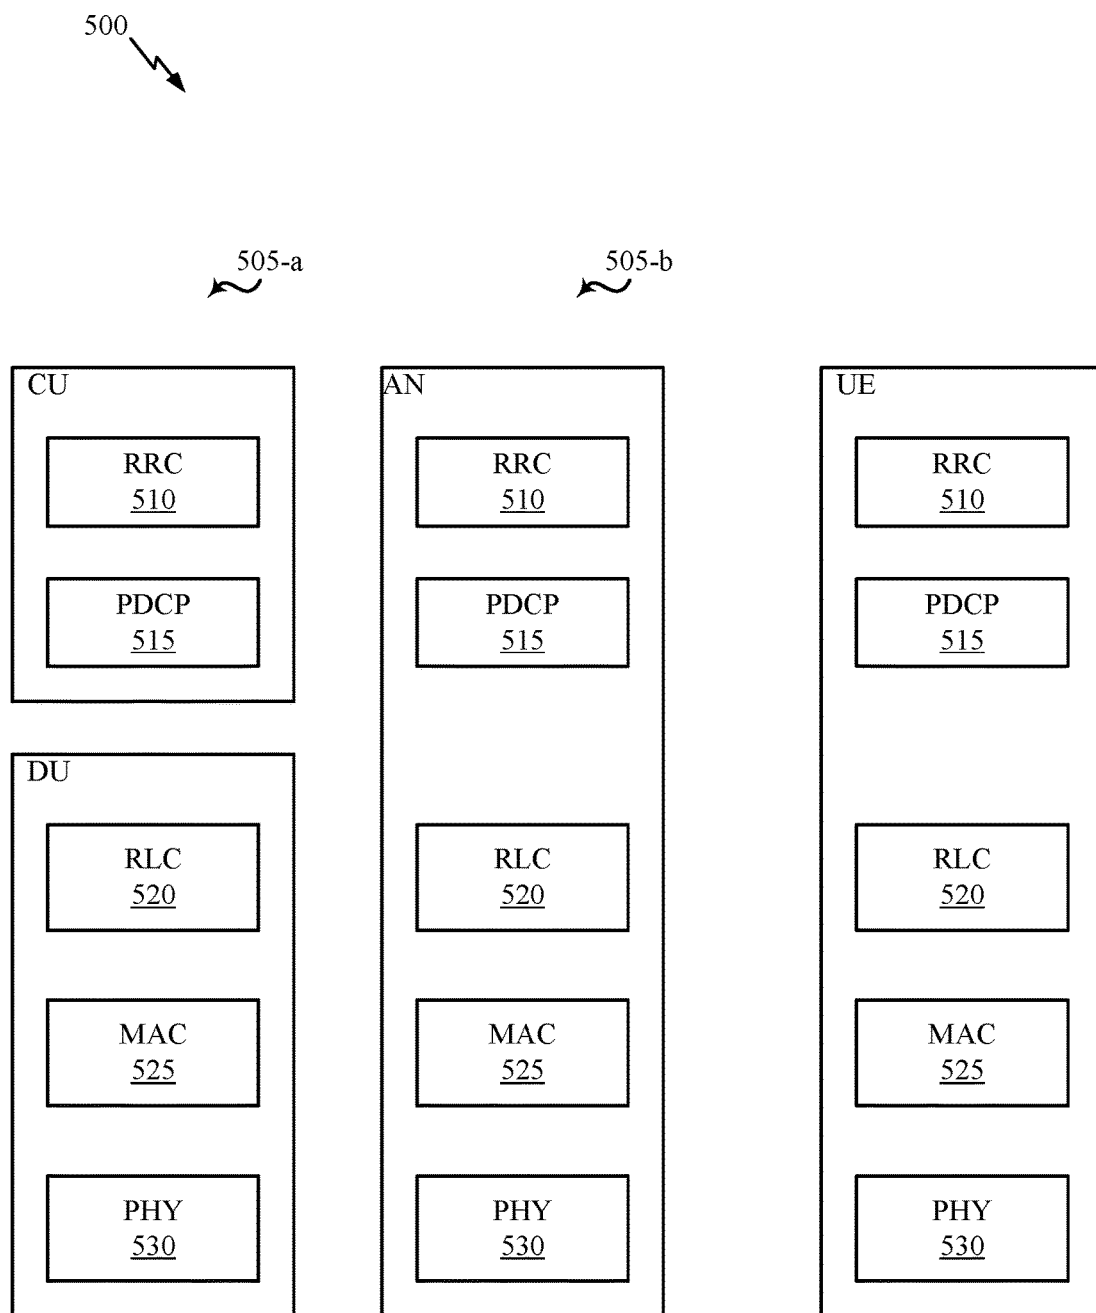 500
505-a 505-b
CU AN UE
RRC RRC RRC
510 510 510
PDCP PDCP PDCP
515 515 515
DU
RLC RLC RLC
520 520 520
MAC MAC MAC
525 525 525
PHY PHY PHY
530 530 530